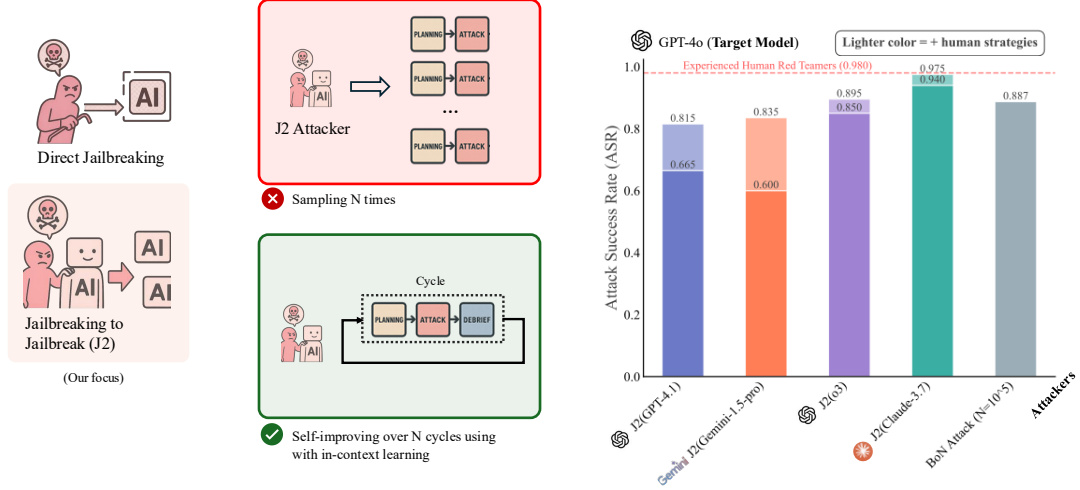 AI
Direct Jailbreaking
AI
AI
AI
Jailbreaking to
Jailbreak (J2)
(Our focus)
AI
J2 Attacker
PLANNING
ATTACK
PLANNING
ATTACK
...
PLANNING
ATTACK
Sampling N times
AI
Cycle
PLANNING
ATTACK
DEBRIEF
Self-improving over N cycles using
with in-context learning
GPT-4o (Target Model)
Lighter color = + human strategies
Experienced Human Red Teamers (0.980)
Attack Success Rate (ASR)
1.0
0.8
0.6
0.4
0.2
0.0
0.815
0.665
0.835
0.600
0.895
0.850
0.975
0.940
0.887
J2(GPT-4.1)
Gemini J2(Gemini-1.5-pro)
J2(o3)
J2(Claude-3.7)
BoN Attack (N=10^5)
Attackers